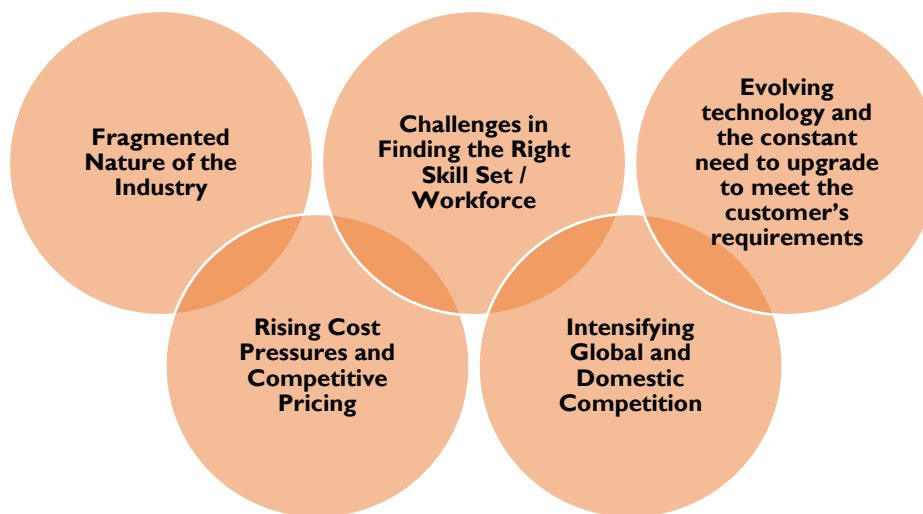 Fragmented
Nature of the
Industry
Challenges in
Finding the Right
Skill Set /
Workforce
Evolving
technology and
the constant
need to upgrade
to meet the
customer's
requirements
Rising Cost
Pressures and
Competitive
Pricing
Intensifying
Global and
Domestic
Competition